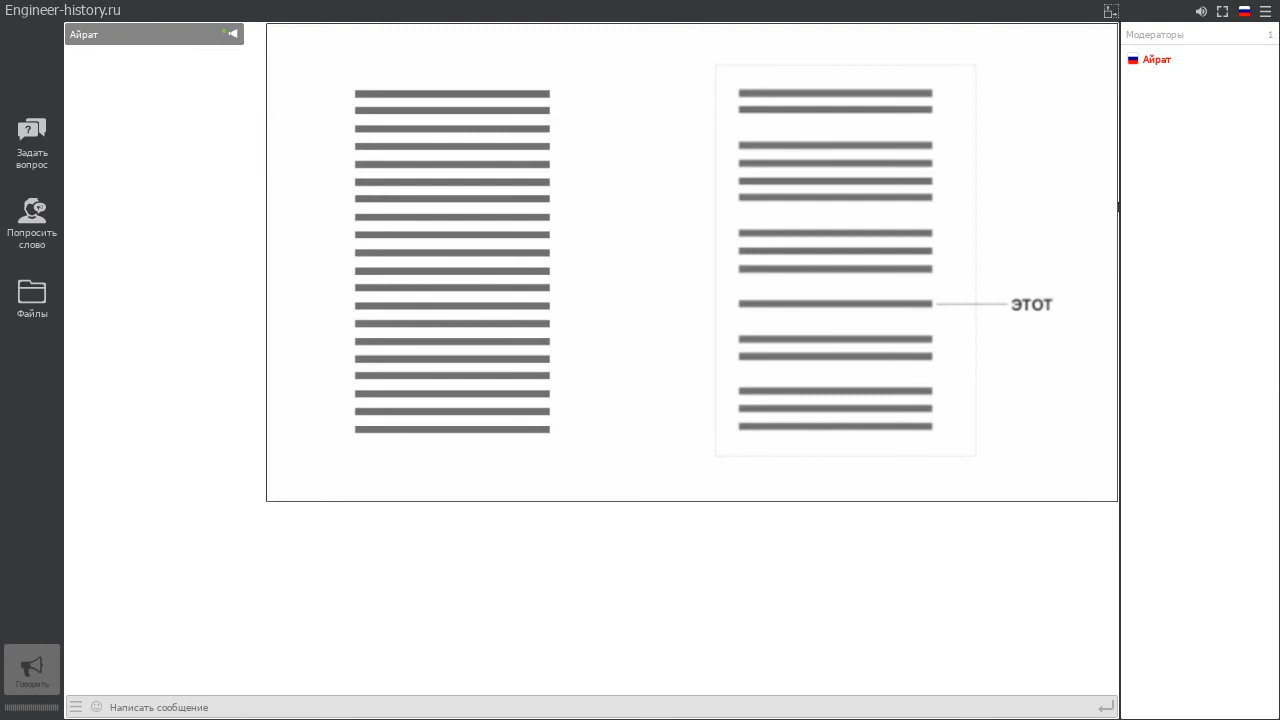 Engineer-history.ru
Айрат
Модераторы 1
Айрат
Задать
вопрос
Попросить
слово
Файлы
ЭТОТ
Говорить
Написать сообщение